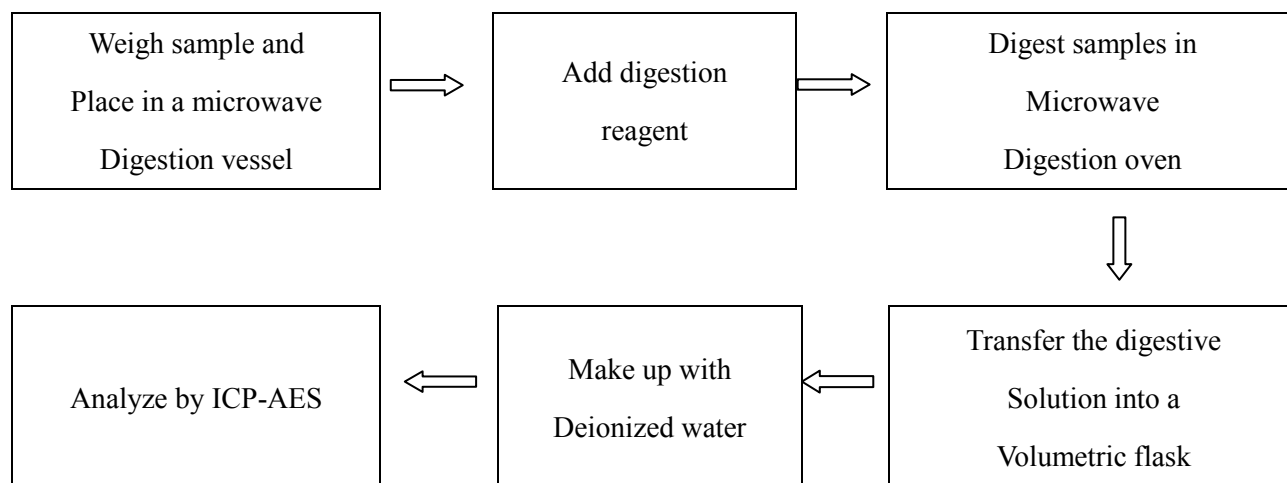 Weigh sample and
Place in a microwave
Digestion vessel
Add digestion
reagent
Digest samples in
Microwave
Digestion oven
Transfer the digestive
Solution into a
Volumetric flask
Make up with
Deionized water
Analyze by ICP-AES